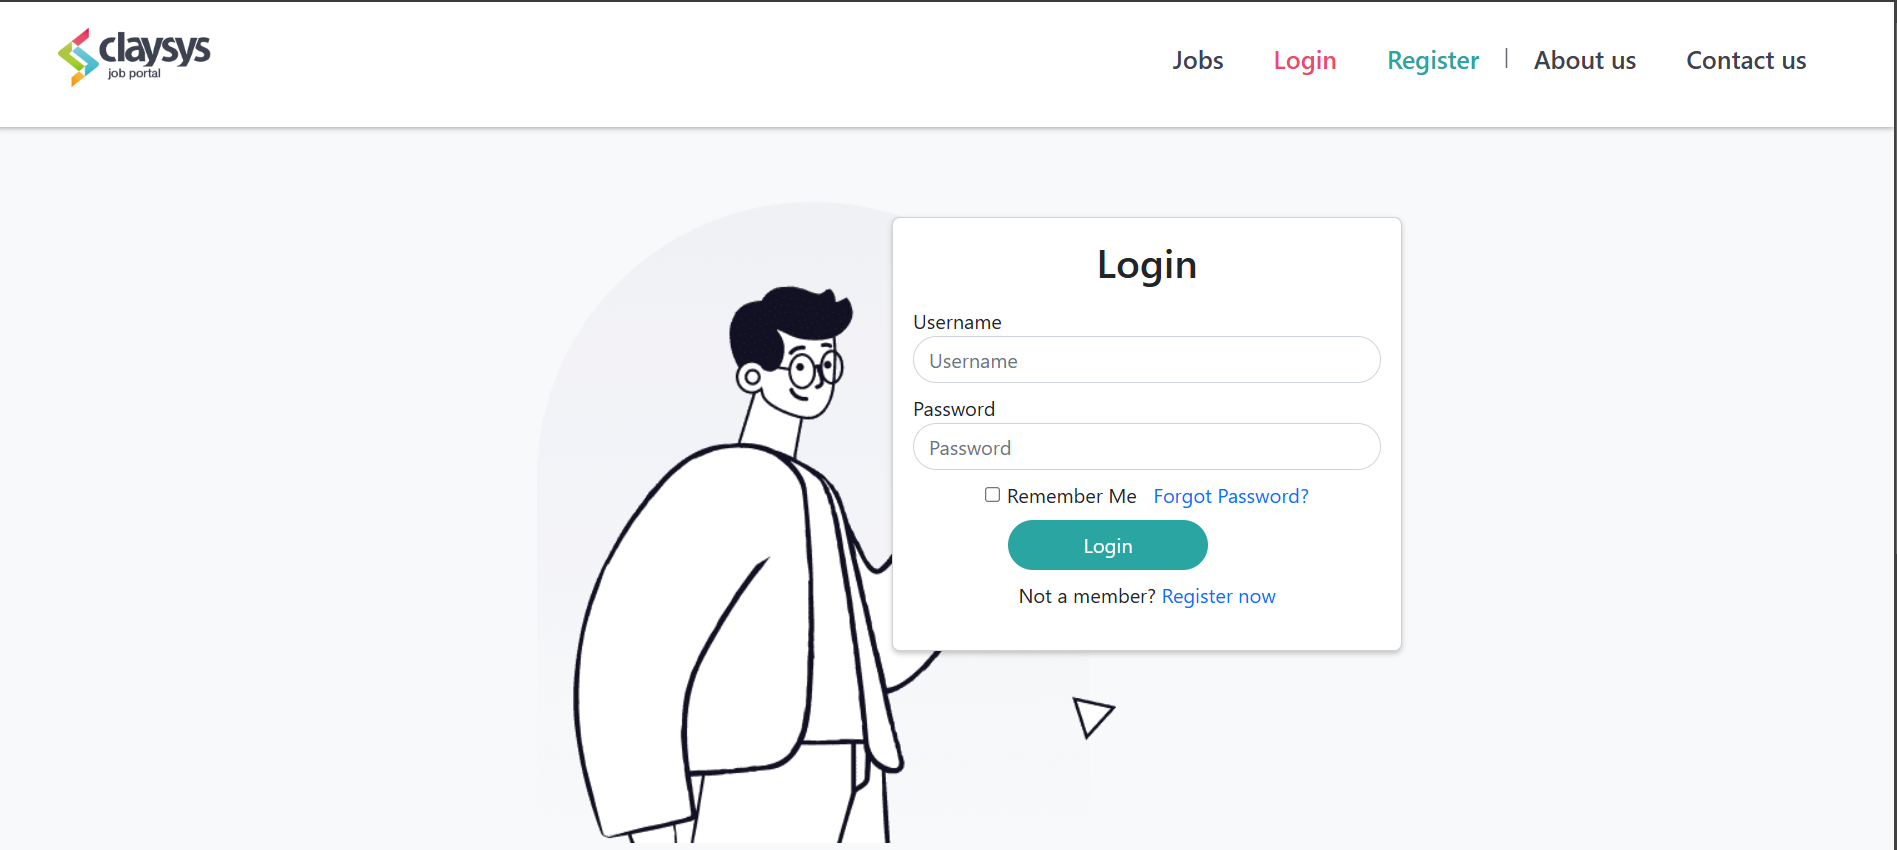 claysys
job portal
Jobs Login Register | About us Contact us
Login
Username
Username
Password
Password
Remember Me Forgot Password?
Login
Not a member? Register now